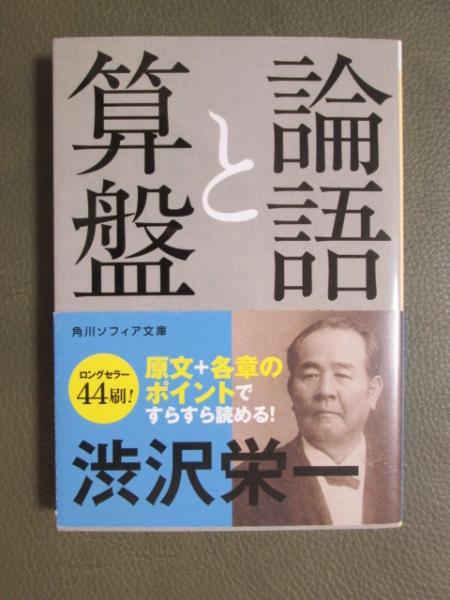 論語
と
算盤
角川ソフィア文庫
ロングセラー
44刷!
原文+各章の
ポイントで
すらすら読める!
渋沢栄一